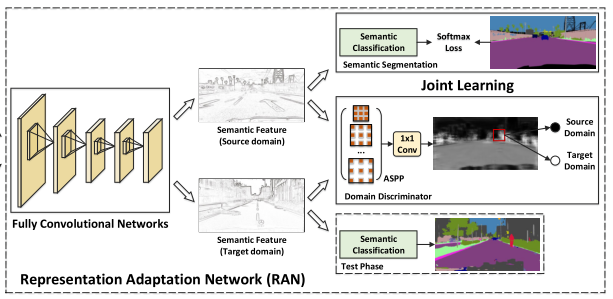 Semantic
Classification
Softmax
Loss
Semantic Segmentation
Joint Learning
Semantic Feature
(Source domain)
1x1
Conv
...
ASPP
Source
Domain
Target
Domain
Domain Discriminator
Fully Convolutional Networks
Semantic Feature
(Target domain)
Semantic
Classification
Test Phase
Representation Adaptation Network (RAN)